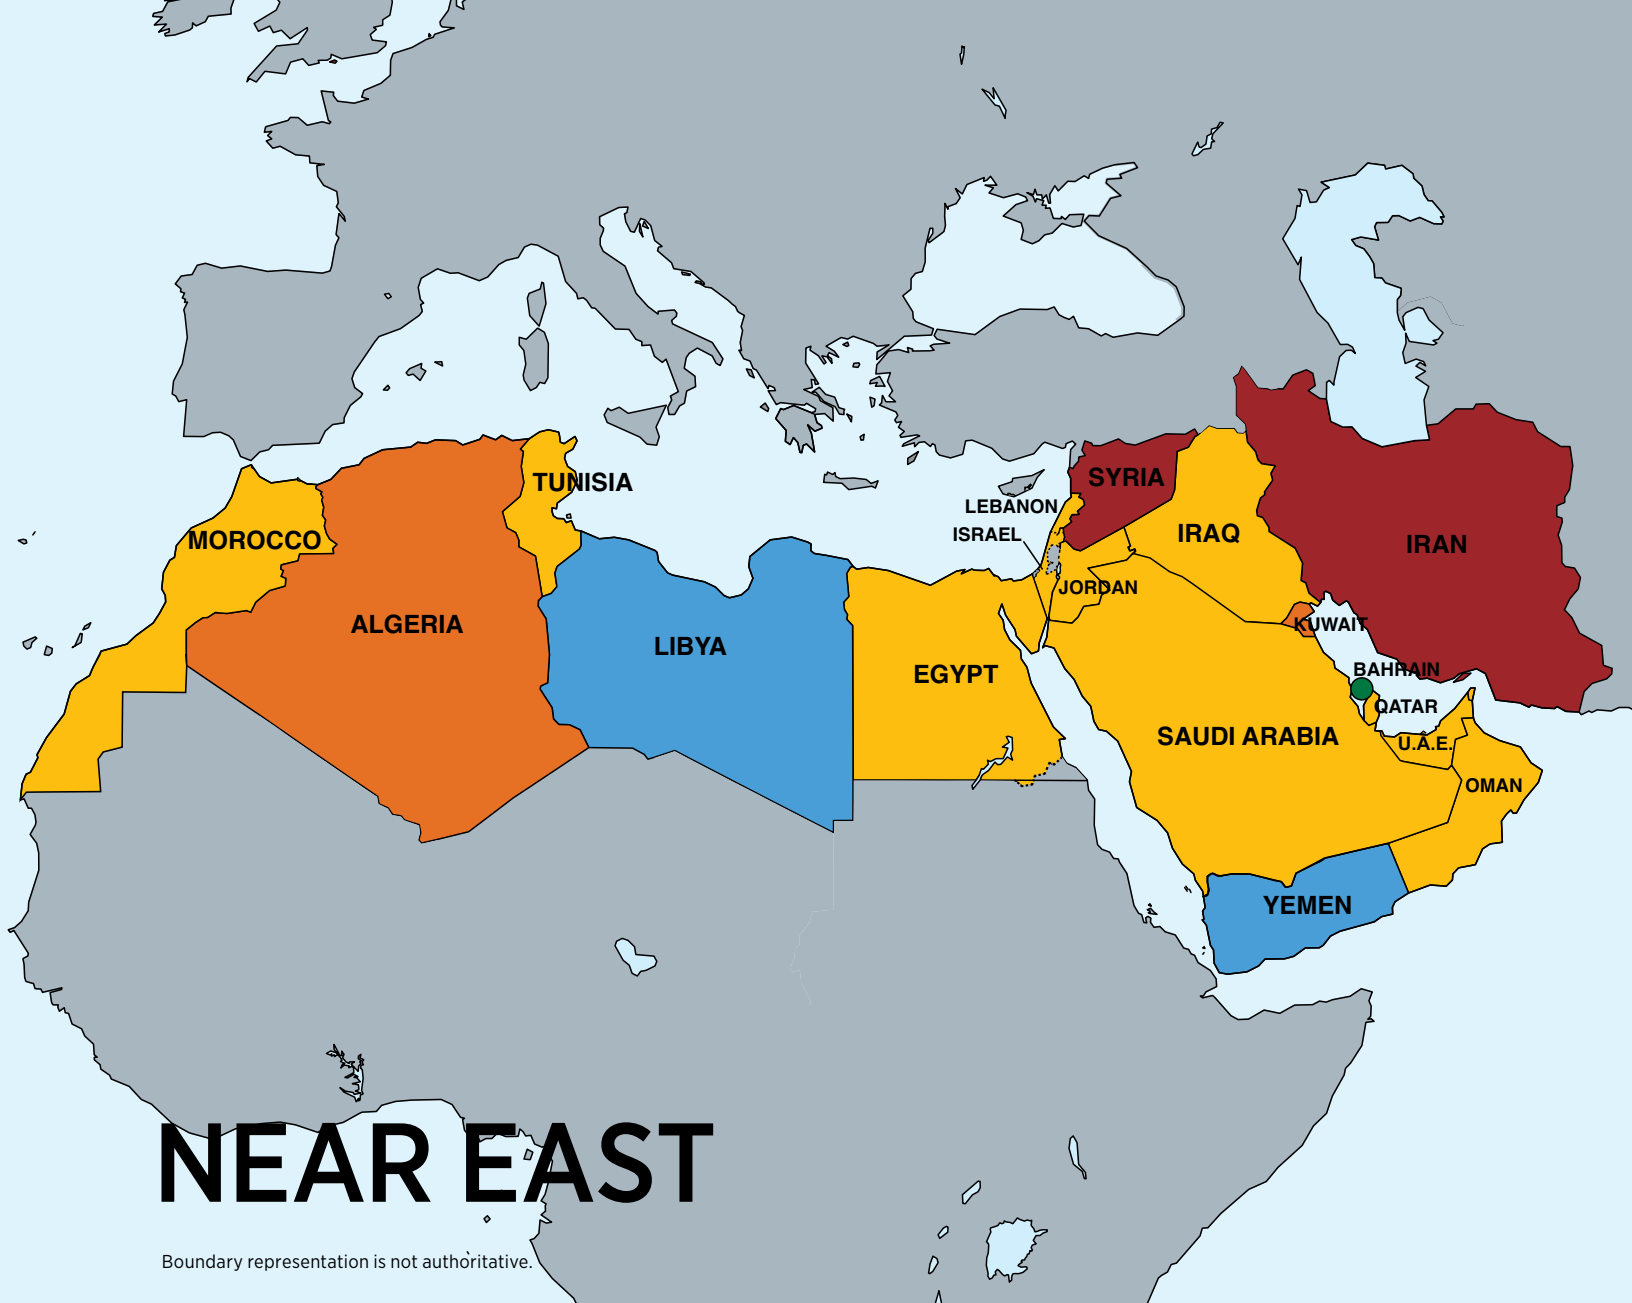 TUNISIA
SYRIA
LEBANON
ISRAEL
IRAQ
IRAN
MOROCCO
JORDAN
ALGERIA
KUWAIT
LIBYA
BAHRAIN
EGYPT
QATAR
SAUDI ARABIA
U.A.E.
OMAN
YEMEN
NEAR EAST
Boundary representation is not authoritative.